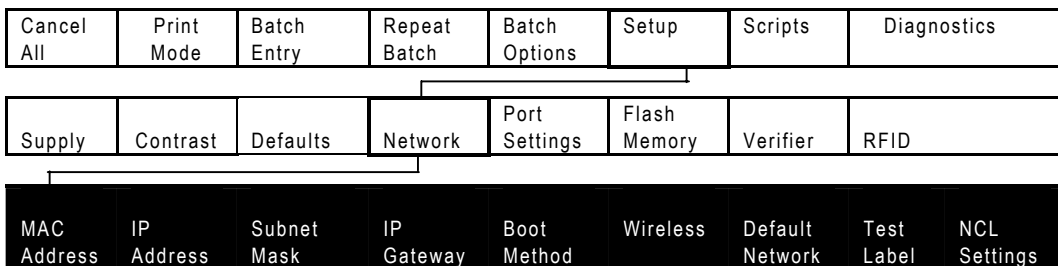 Cancel All Print Mode Batch Entry Repeat Batch Batch Options Setup Scripts Diagnostics
Supply Contrast Defaults Network Port Settings Flash Memory Verifier RFID
MAC Address IP Address Subnet Mask IP Gateway Boot Method Wireless Default Network Test Label NCL Settings